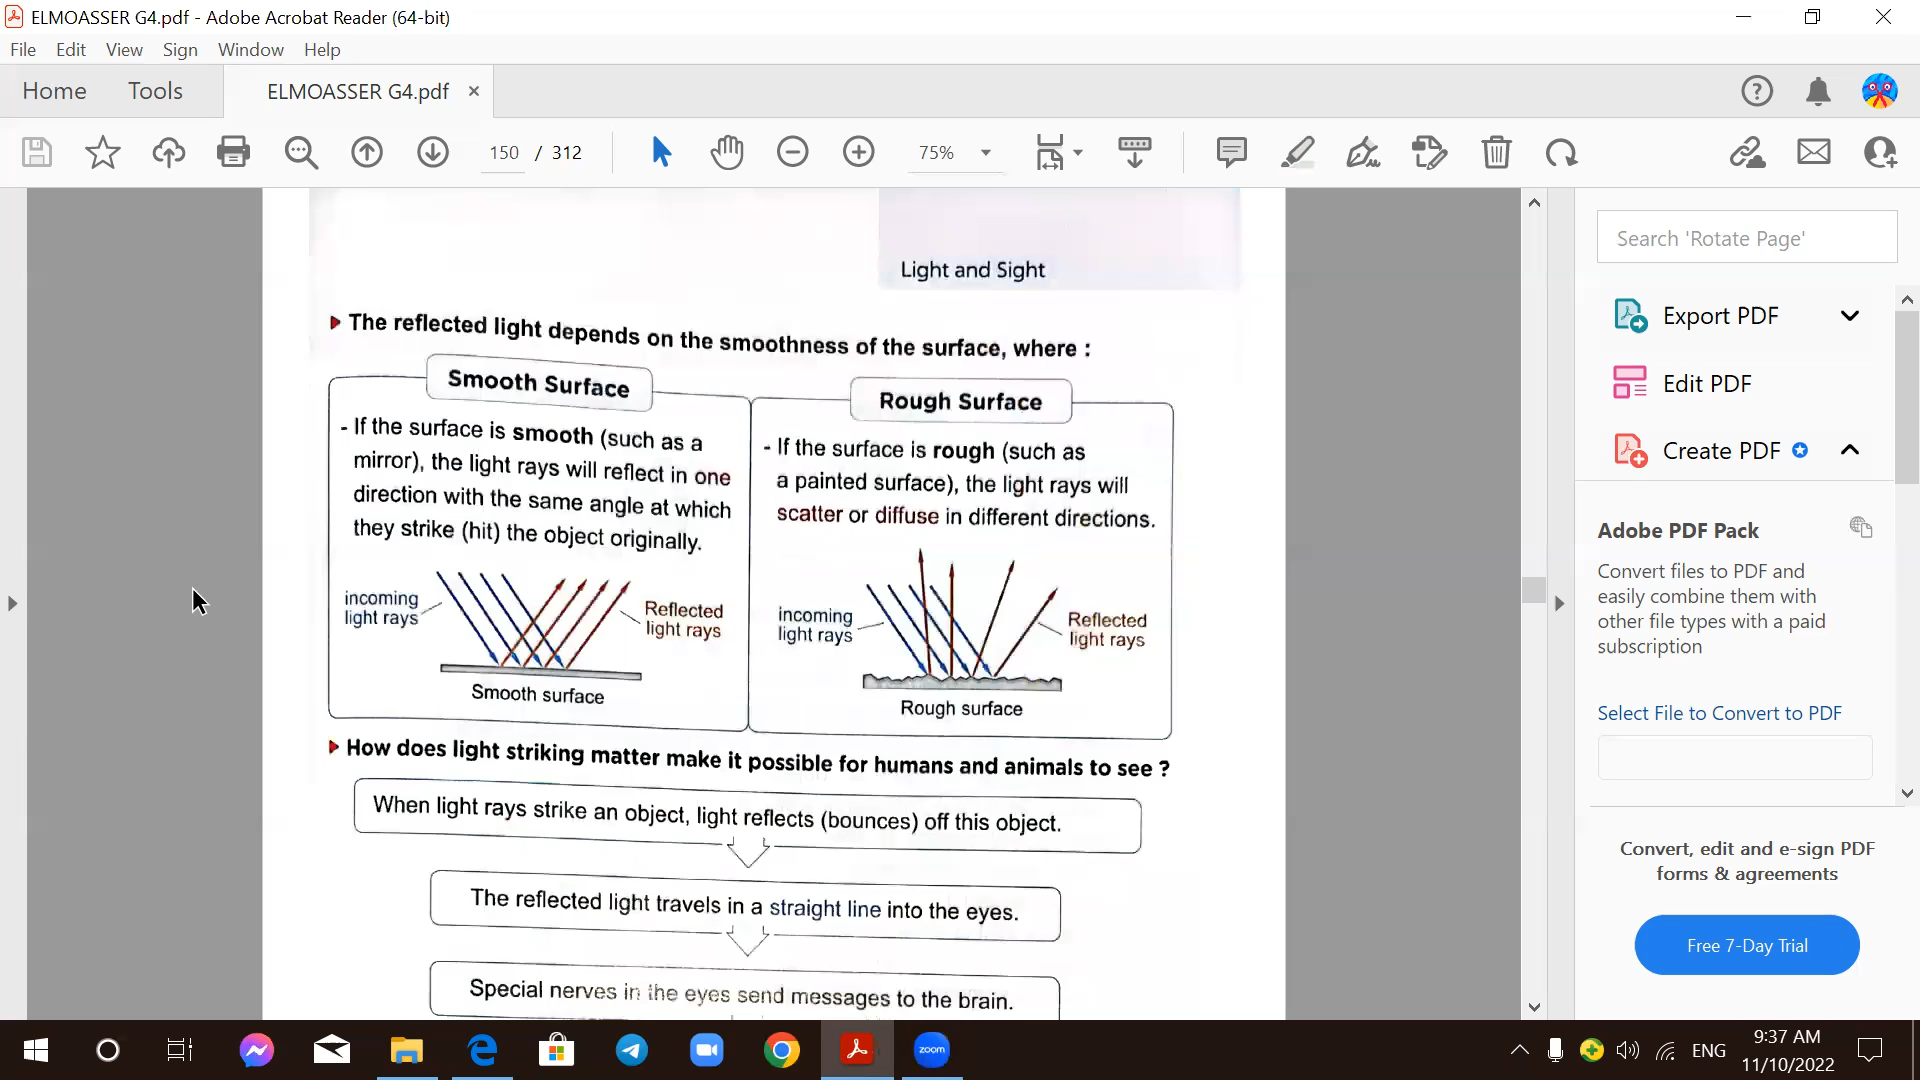 ELMOASSER G4.pdf - Adobe Acrobat Reader (64-bit)
File Edit View Sign Window Help
Home Tools ELMOASSER G4.pdf ×
150 / 312 75%
Light and Sight
The reflected light depends on the smoothness of the surface, where :
Smooth Surface
- If the surface is smooth (such as a
mirror), the light rays will reflect in one
direction with the same angle at which
they strike (hit) the object originally.
incoming
light rays
Reflected
light rays
Smooth surface
Rough Surface
- If the surface is rough (such as
a painted surface), the light rays will
scatter or diffuse in different directions.
incoming
light rays
Reflected
light rays
Rough surface
How does light striking matter make it possible for humans and animals to see ?
When light rays strike an object, light reflects (bounces) off this object.
The reflected light travels in a straight line into the eyes.
Special nerves in the eyes send messages to the brain.
Search 'Rotate Page'
Export PDF
Edit PDF
Create PDF
Adobe PDF Pack
Convert files to PDF and
easily combine them with
other file types with a paid
subscription
Select File to Convert to PDF
Convert, edit and e-sign PDF
forms & agreements
Free 7-Day Trial
zoom
ENG
9:37 AM
11/10/2022